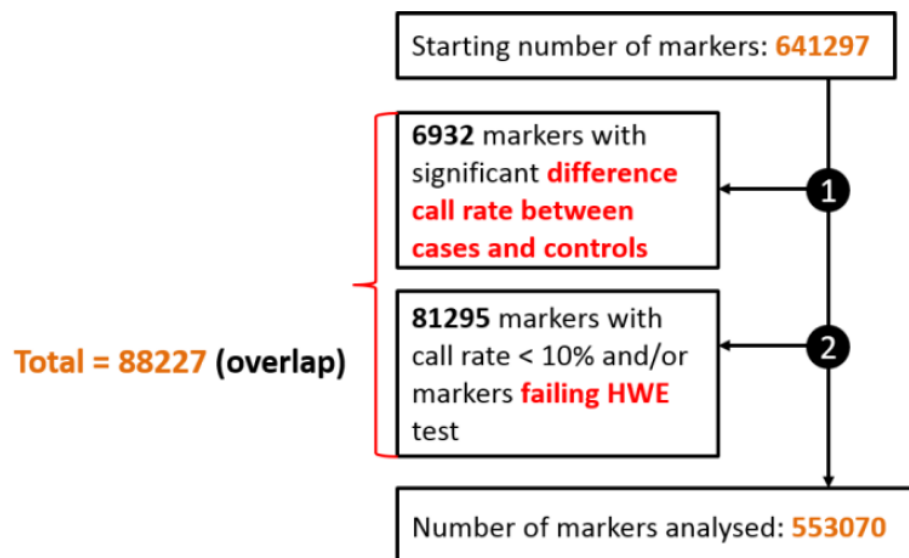 Starting number of markers: 641297
6932 markers with
significant difference
call rate between
cases and controls
1
81295 markers with
call rate < 10% and/or
markers failing HWE
test
2
Total = 88227 (overlap)
Number of markers analysed: 553070